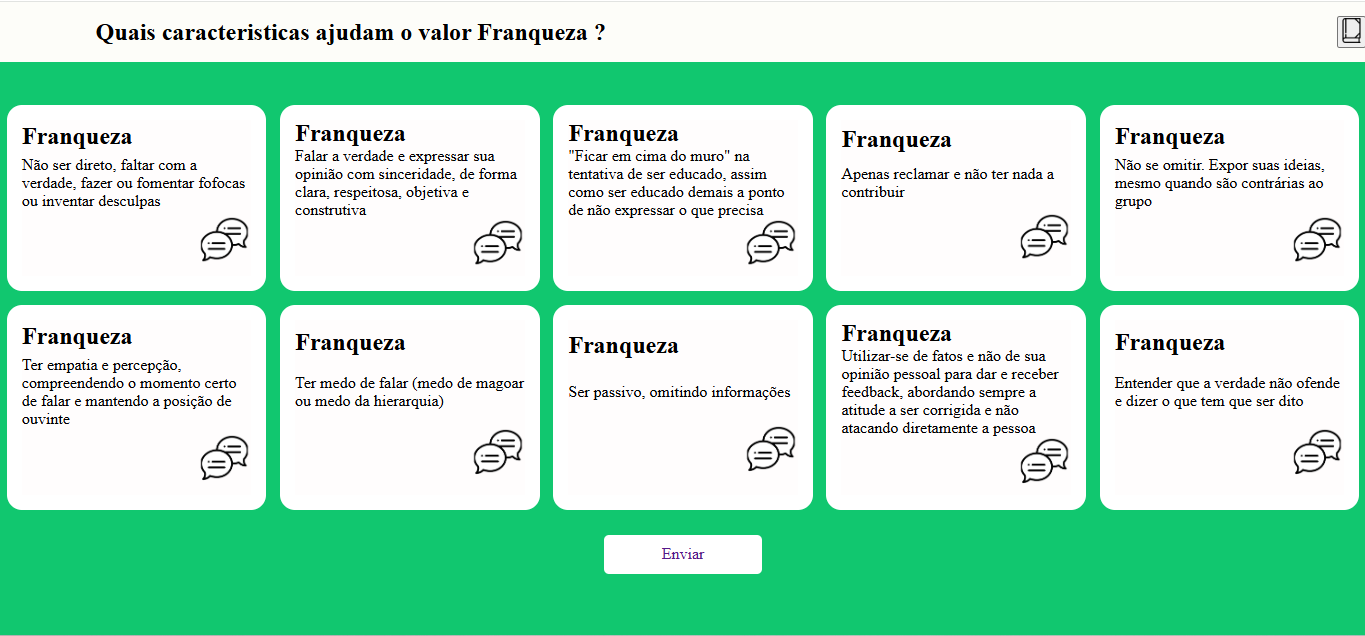 Quais caracteristicas ajudam o valor Franqueza ?
Franqueza
Não ser direto, faltar com a
verdade, fazer ou fomentar fofocas
ou inventar desculpas
Franqueza
Falar a verdade e expressar sua
opinião com sinceridade, de forma
clara, respeitosa, objetiva e
construtiva
Franqueza
"Ficar em cima do muro" na
tentativa de ser educado, assim
como ser educado demais a ponto
de não expressar o que precisa
Franqueza
Apenas reclamar e não ter nada a
contribuir
Franqueza
Não se omitir. Expor suas ideias,
mesmo quando são contrárias ao
grupo
Franqueza
Ter empatia e percepção,
compreendendo o momento certo
de falar e mantendo a posição de
ouvinte
Franqueza
Ter medo de falar (medo de magoar
ou medo da hierarquia)
Franqueza
Ser passivo, omitindo informações
Franqueza
Utilizar-se de fatos e não de sua
opinião pessoal para dar e receber
feedback, abordando sempre a
atitude a ser corrigida e não
atacando diretamente a pessoa
Franqueza
Entender que a verdade não ofende
e dizer o que tem que ser dito
Enviar